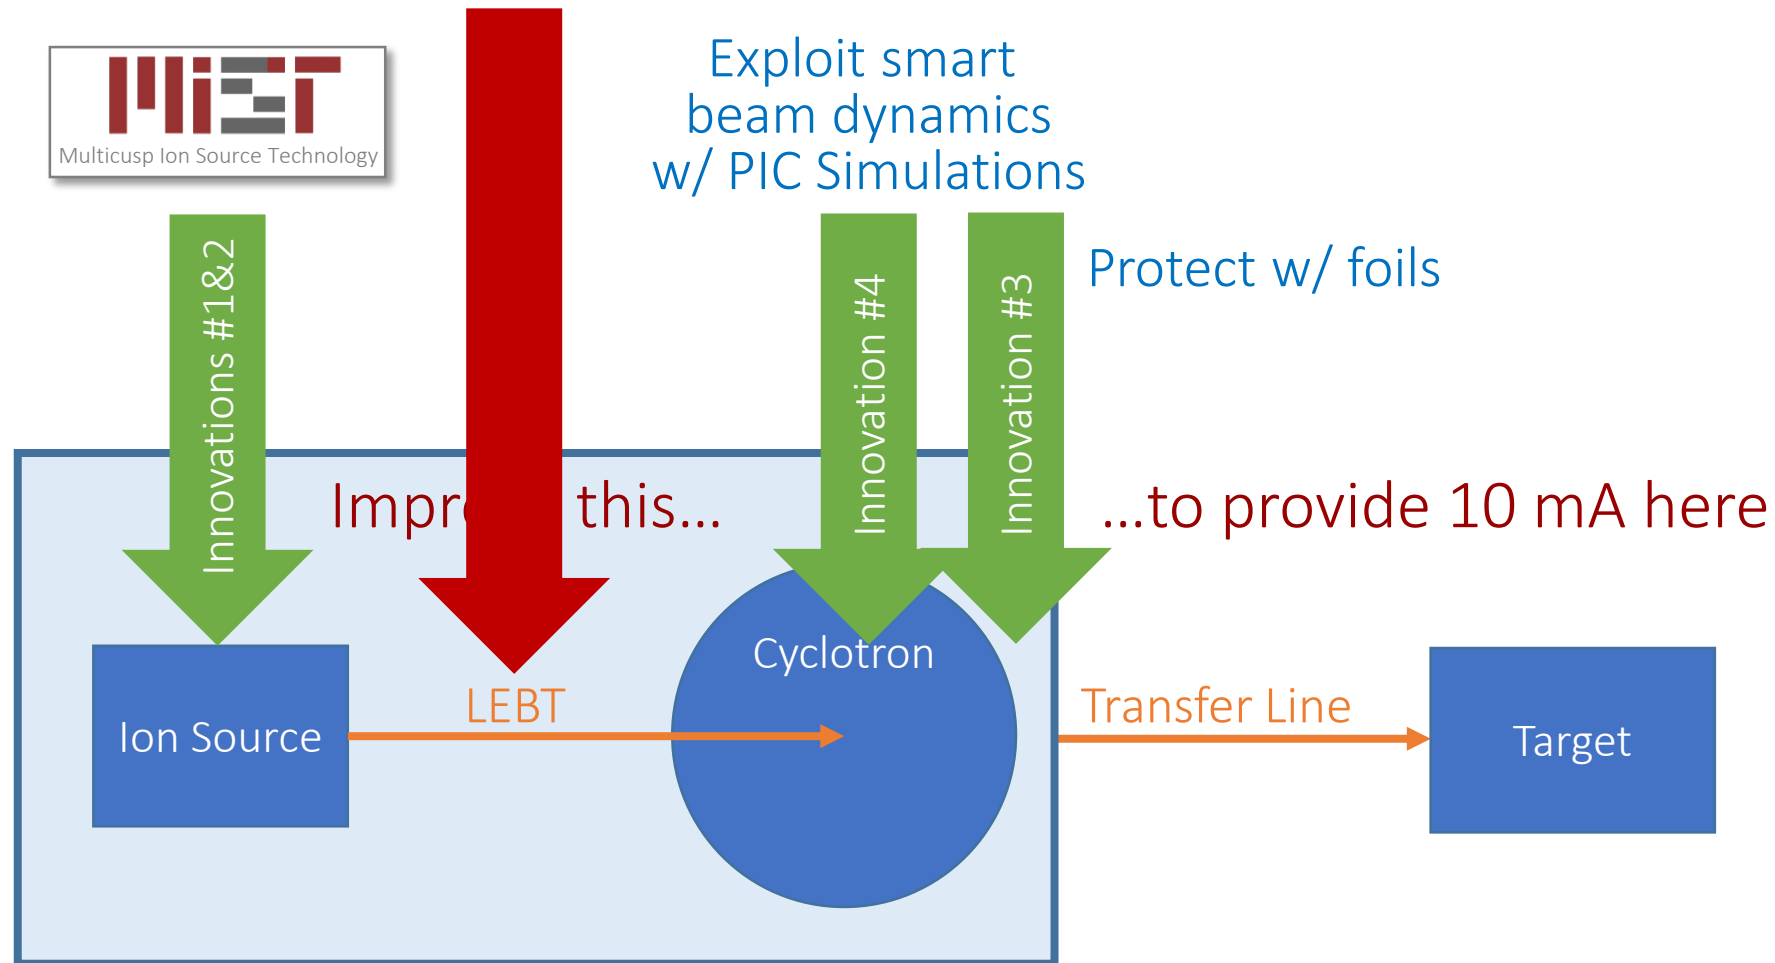 MIST
Multicusp Ion Source Technology
Exploit smart
beam dynamics
w/ PIC Simulations
Protect w/ foils
Innovations #1&2
Innovation #4
Innovation #3
this...
...to provide 10 mA here
Ion Source
LEBT
Cyclotron
Transfer Line
Target